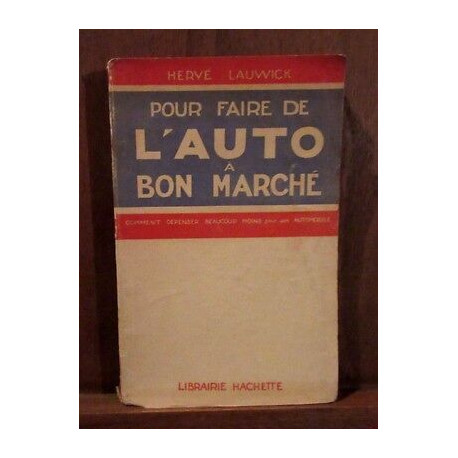 HERVÉ LAUWICK
POUR FAIRE DE
L'AUTO
A
BON MARCHÉ
COMMENT DÉPENSER BEAUCOUP MOINS pour son AUTOMOBILE
LIBRAIRIE HACHETTE